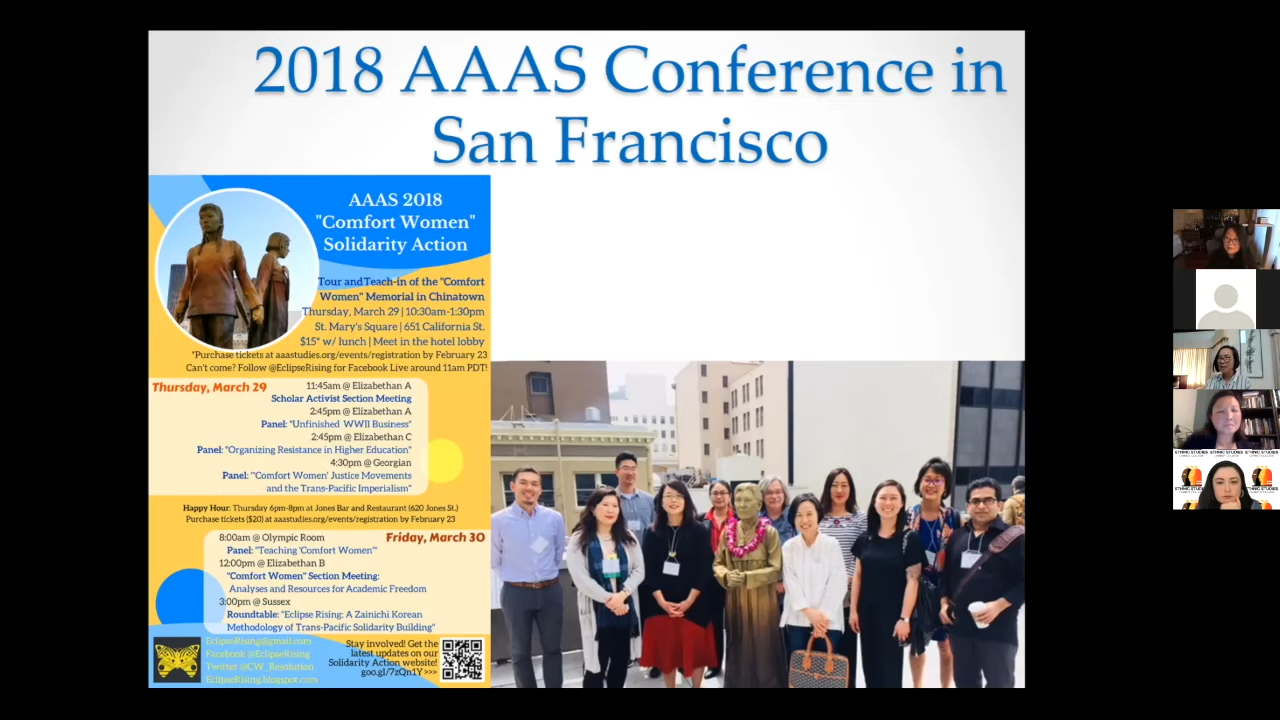 2018 AAAS Conference in
San Francisco
AAAS 2018
"Comfort Women"
Solidarity Action
Tour and Teach-in of the "Comfort
Women" Memorial in Chinatown
Thursday, March 29 | 10:30am-1:30pm
St. Mary's Square | 651 California St.
$15* w/ lunch | Meet in the hotel lobby
*Purchase tickets at aaastudies.org/events/registration by February 23
Can't come? Follow @EclipseRising for Facebook Live around 11am PDT!
Thursday, March 29
11:45am @ Elizabethan A
Scholar Activist Section Meeting
2:45pm @ Elizabethan A
Panel: "Unfinished WWII Business"
2:45pm @ Elizabethan C
Panel: "Organizing Resistance in Higher Education"
4:30pm @ Georgian
Panel: "'Comfort Women' Justice Movements
and the Trans-Pacific Imperialism"
Happy Hour: Thursday 6pm-8pm at Jones Bar and Restaurant (620 Jones St.)
Purchase tickets ($20) at aaastudies.org/events/registration by February 23
Friday, March 30
8:00am @ Olympic Room
Panel: "Teaching 'Comfort Women'"
12:00pm @ Elizabeth B
"Comfort Women" Section Meeting:
Analyses and Resources for Academic Freedom
3:00pm @ Sussex
Roundtable: "Eclipse Rising: A Zainichi Korean
Methodology of Trans-Pacific Solidarity Building"
EclipseRising@gmail.com
Facebook @EclipseRising
Twitter @CW_Resolution
EclipseRising.blogspot.com
Stay involved! Get the
latest updates on our
Solidarity Action website!
goo.gl/7zQn1Y >>>
ETHNIC STUDIES
ETHNIC STUDIES
ETHNIC STUDIES